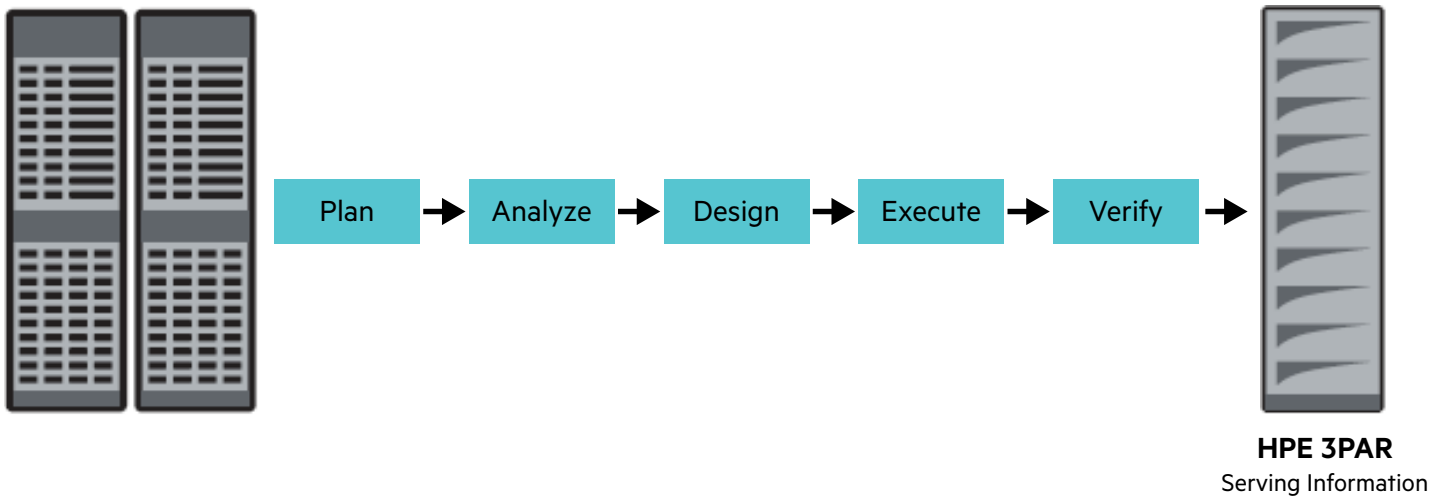 Plan
Analyze
Design
Execute
Verify
HPE 3PAR
Serving Information